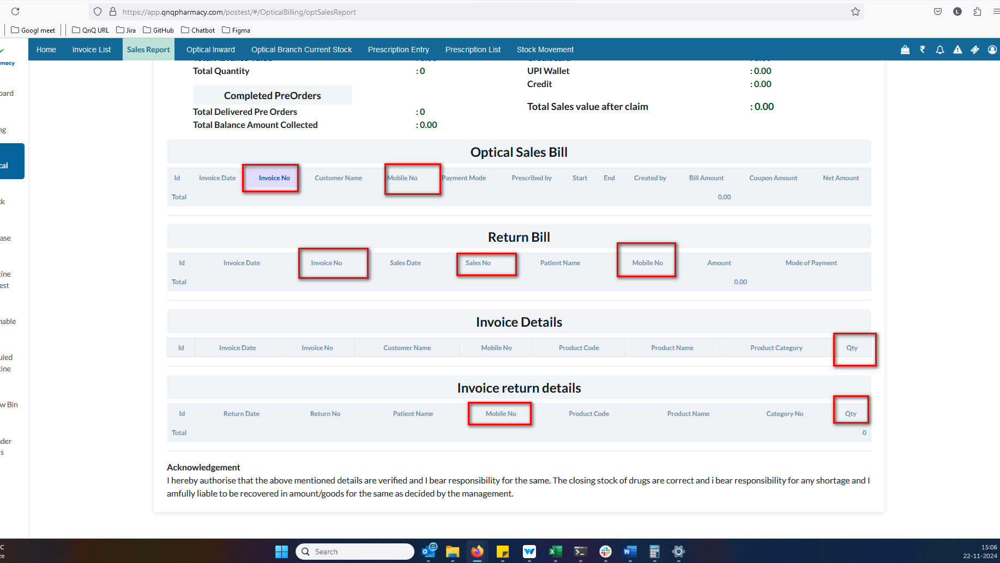 https://app.qnqpharmacy.com/postest/#/OpticalBilling/optSalesReport
L
Googl meet QnQ URL Jira GitHub Chatbot Figma
Home Invoice List Sales Report Optical Inward Optical Branch Current Stock Prescription Entry Prescription List Stock Movement
macy
Total Quantity : 0 UPI Wallet : 0.00
Credit : 0.00
Completed PreOrders
Total Sales value after claim : 0.00
Total Delivered Pre Orders : 0
Total Balance Amount Collected : 0.00
Optical Sales Bill
Id Invoice Date Invoice No Customer Name Mobile No Payment Mode Prescribed by Start End Created by Bill Amount Coupon Amount Net Amount
Total 0.00
Return Bill
Id Invoice Date Invoice No Sales Date Sales No Patient Name Mobile No Amount Mode of Payment
Total 0.00
Invoice Details
Id Invoice Date Invoice No Customer Name Mobile No Product Code Product Name Product Category Qty
Invoice return details
Id Return Date Return No Patient Name Mobile No Product Code Product Name Category No Qty
Total 0
Acknowledgement
I hereby authorise that the above mentioned details are verified and I bear responsibility for the same. The closing stock of drugs are correct and i bear responsibility for any shortage and I
amfully liable to be recovered in amount/goods for the same as decided by the management.
oard
ng
cal
ck
ase
ine
est
nable
uled
ine
w Bin
der
s
C
ze
Search
15:06
22-11-2024